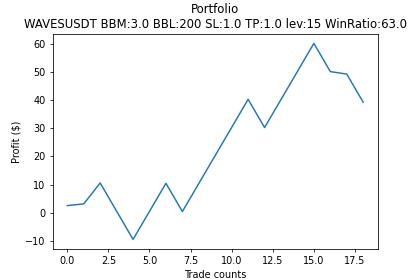 Portfolio
WAVESUSDT BBM:3.0 BBL:200 SL:1.0 TP:1.0 lev:15 WinRatio:63.0
Profit ($)
60
50
40
30
20
10
0
−10
0.0 2.5 5.0 7.5 10.0 12.5 15.0 17.5
Trade counts